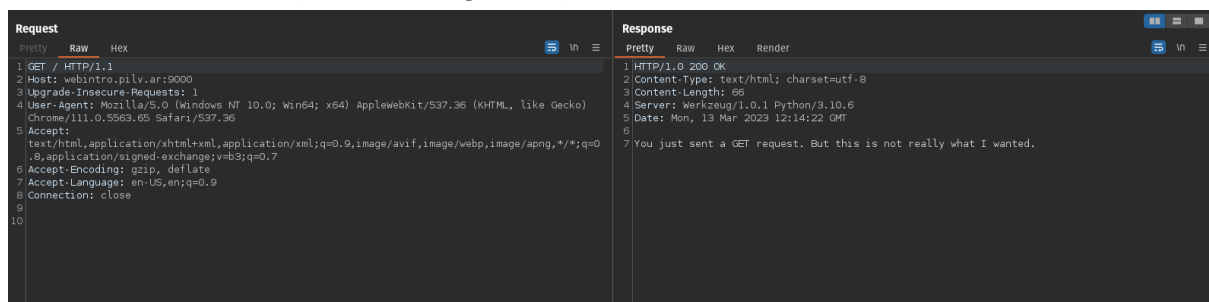 Request
Pretty Raw Hex
\n
1 GET / HTTP/1.1
2 Host: webintro.pilv.ar:9000
3 Upgrade-Insecure-Requests: 1
4 User-Agent: Mozilla/5.0 (Windows NT 10.0; Win64; x64) AppleWebKit/537.36 (KHTML, like Gecko)
Chrome/111.0.5563.65 Safari/537.36
5 Accept:
text/html,application/xhtml+xml,application/xml;q=0.9,image/avif,image/webp,image/apng,*/*;q=0
.8,application/signed-exchange;v=b3;q=0.7
6 Accept-Encoding: gzip, deflate
7 Accept-Language: en-US,en;q=0.9
8 Connection: close
9
10
Response
Pretty Raw Hex Render
\n
1 HTTP/1.0 200 OK
2 Content-Type: text/html; charset=utf-8
3 Content-Length: 66
4 Server: Werkzeug/1.0.1 Python/3.10.6
5 Date: Mon, 13 Mar 2023 12:14:22 GMT
6
7 You just sent a GET request. But this is not really what I wanted.